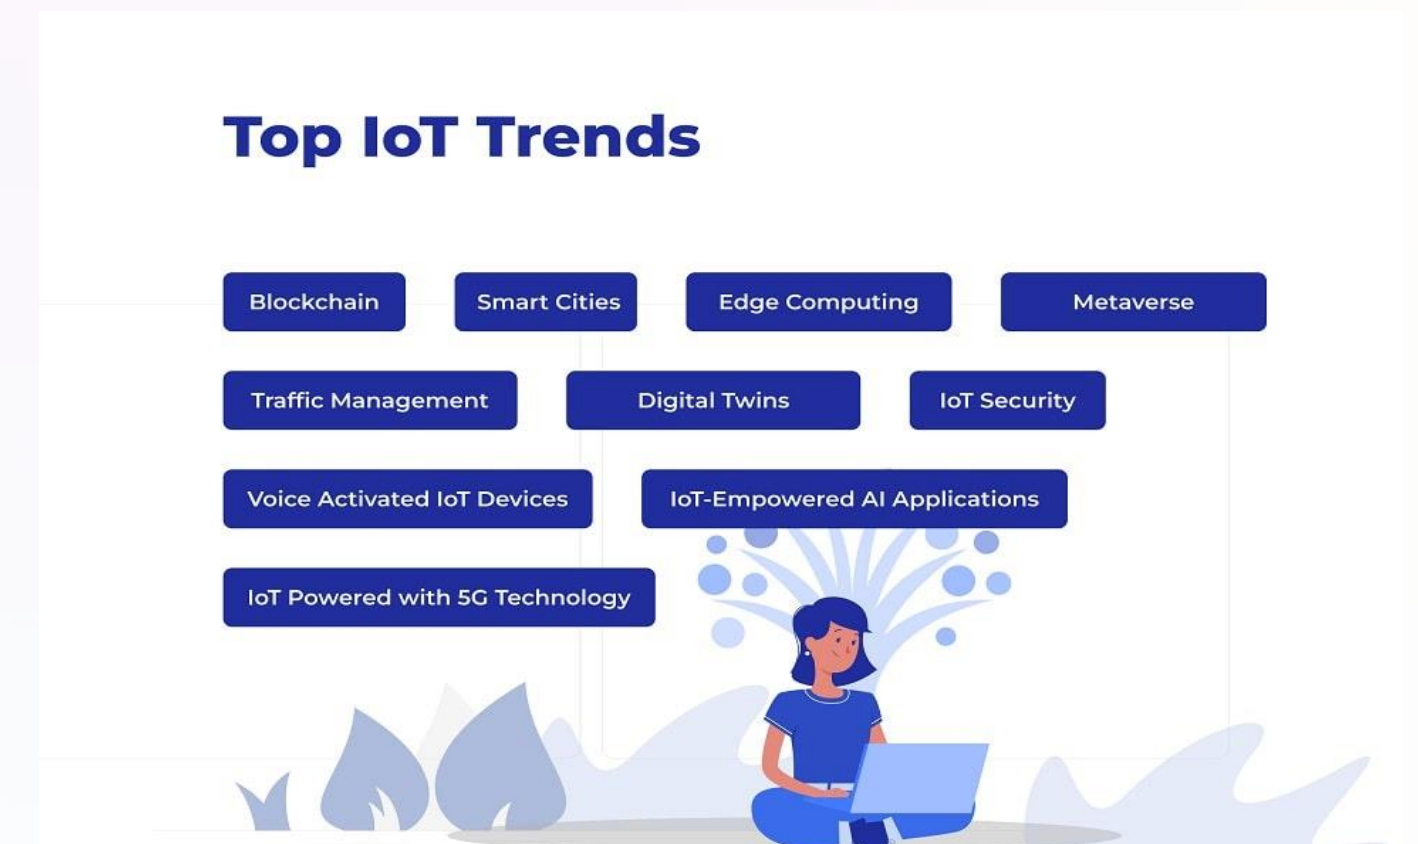 Top IoT Trends
Blockchain
Smart Cities
Edge Computing
Metaverse
Traffic Management
Digital Twins
IoT Security
Voice Activated IoT Devices
IoT-Empowered AI Applications
IoT Powered with 5G Technology